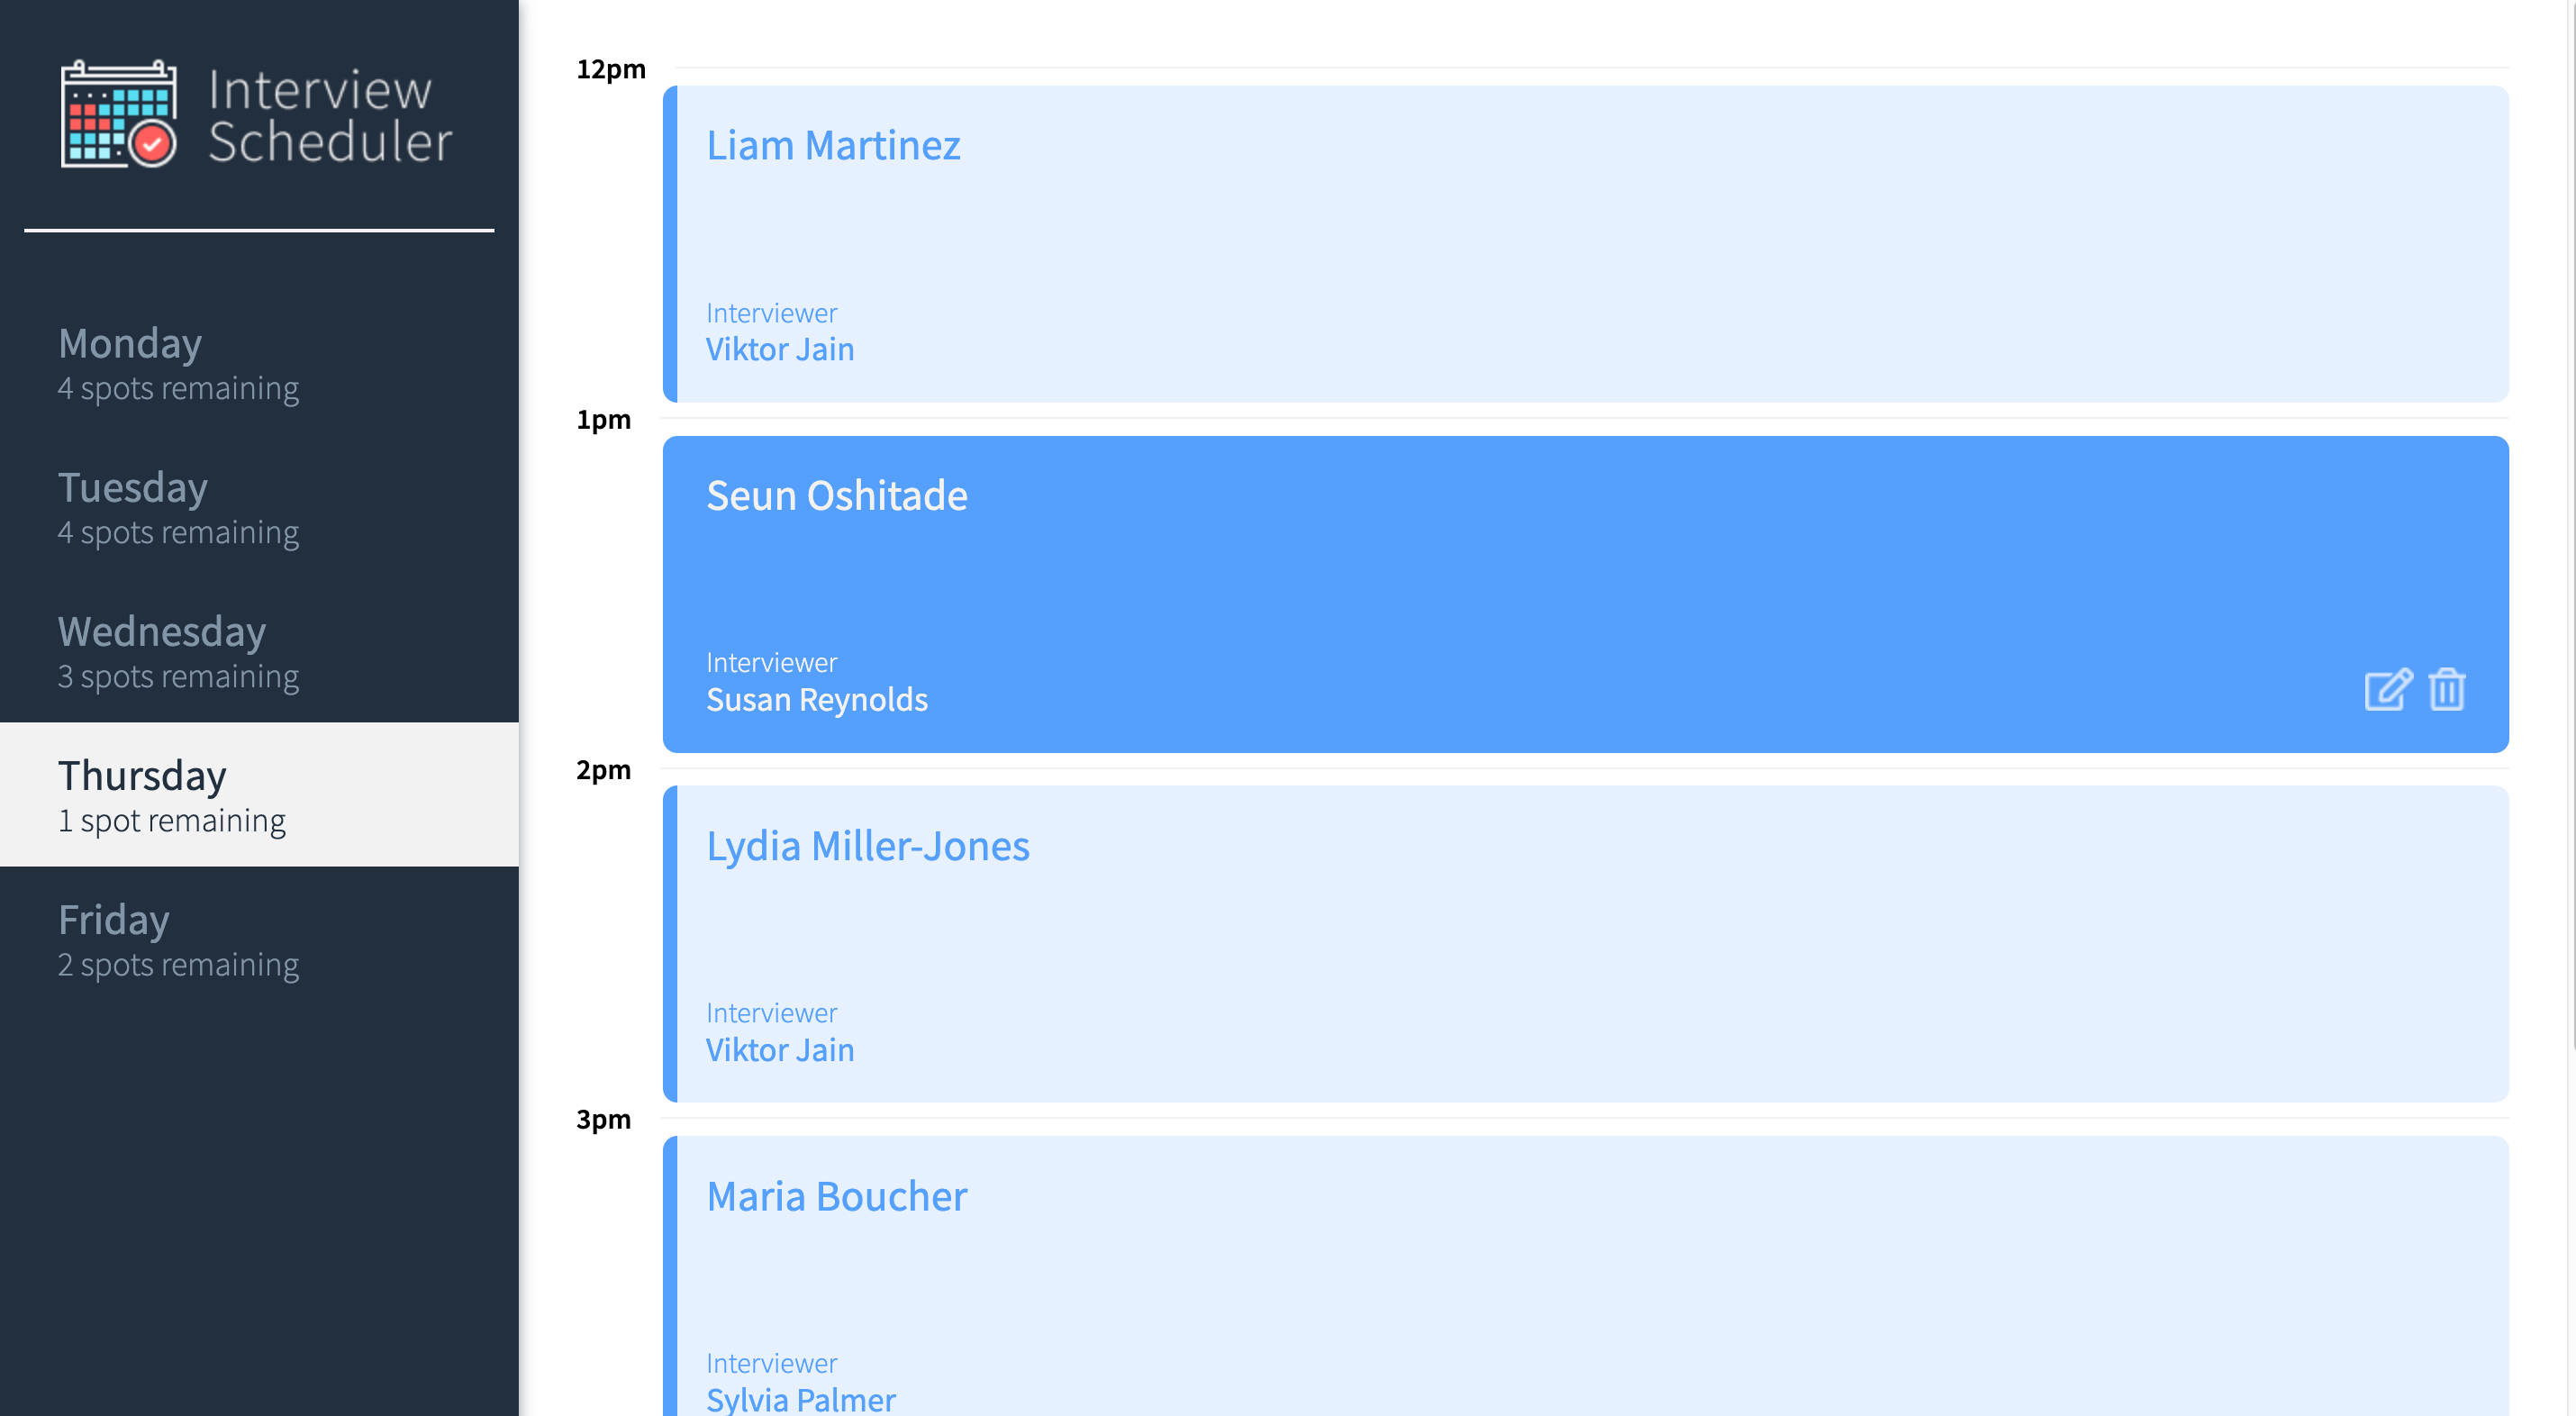 Interview
Scheduler
Monday
4 spots remaining
Tuesday
4 spots remaining
Wednesday
3 spots remaining
Thursday
1 spot remaining
Friday
2 spots remaining
12pm
Liam Martinez
Interviewer
Viktor Jain
1pm
Seun Oshitade
Interviewer
Susan Reynolds
2pm
Lydia Miller-Jones
Interviewer
Viktor Jain
3pm
Maria Boucher
Interviewer
Sylvia Palmer